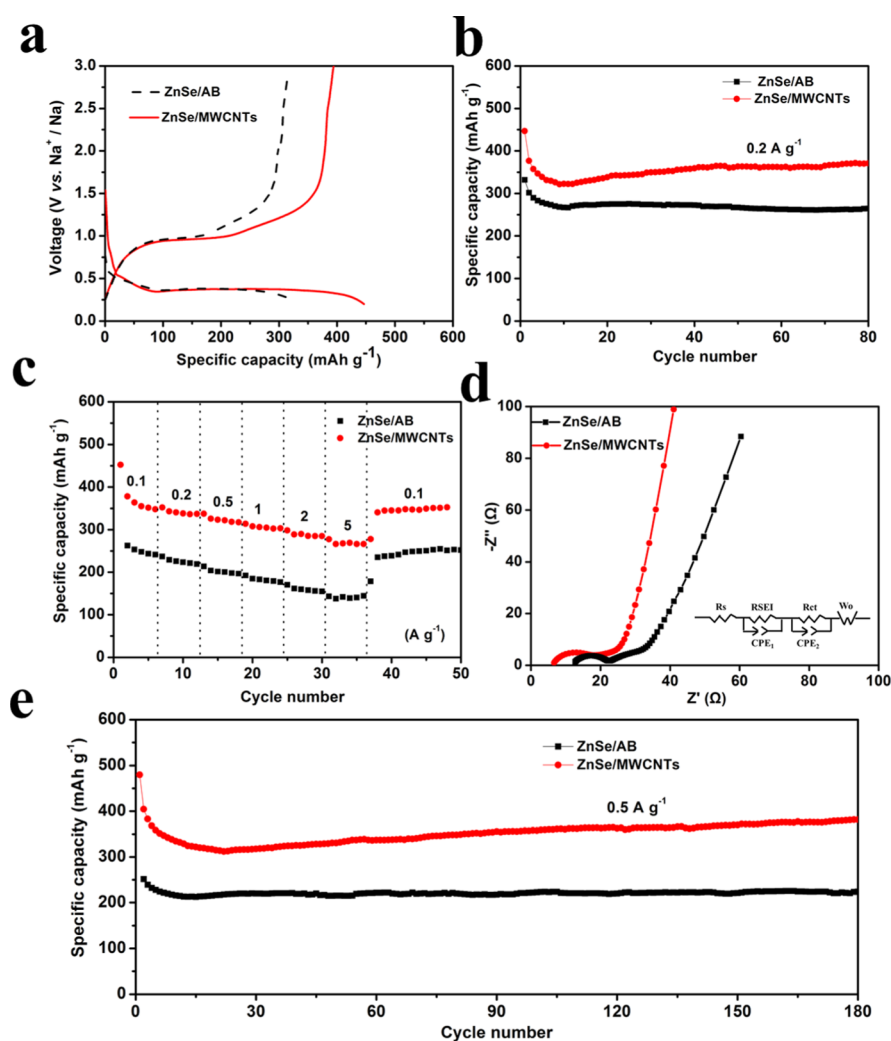 a
3.0
2.5
2.0
1.5
1.0
0.5
0.0
Voltage (V vs. Na+ / Na)
ZnSe/AB
ZnSe/MWCNTs
0 100 200 300 400 500 600
Specific capacity (mAh g-1)
b
600
500
400
300
200
100
0
Specific capacity (mAh g-1)
ZnSe/AB
ZnSe/MWCNTs
0.2 A g-1
0 20 40 60 80
Cycle number
c
600
500
400
300
200
100
0
Specific capacity (mAh g-1)
ZnSe/AB
ZnSe/MWCNTs
0.1 0.2 0.5 1 2 5 0.1
(A g-1)
0 10 20 30 40 50
Cycle number
d
100
80
60
40
20
0
-Z'' (Ω)
ZnSe/AB
ZnSe/MWCNTs
Rs RSEI Rct Wo
CPE1 CPE2
0 20 40 60 80 100
Z' (Ω)
e
600
500
400
300
200
100
0
Specific capacity (mAh g-1)
ZnSe/AB
ZnSe/MWCNTs
0.5 A g-1
0 30 60 90 120 150 180
Cycle number